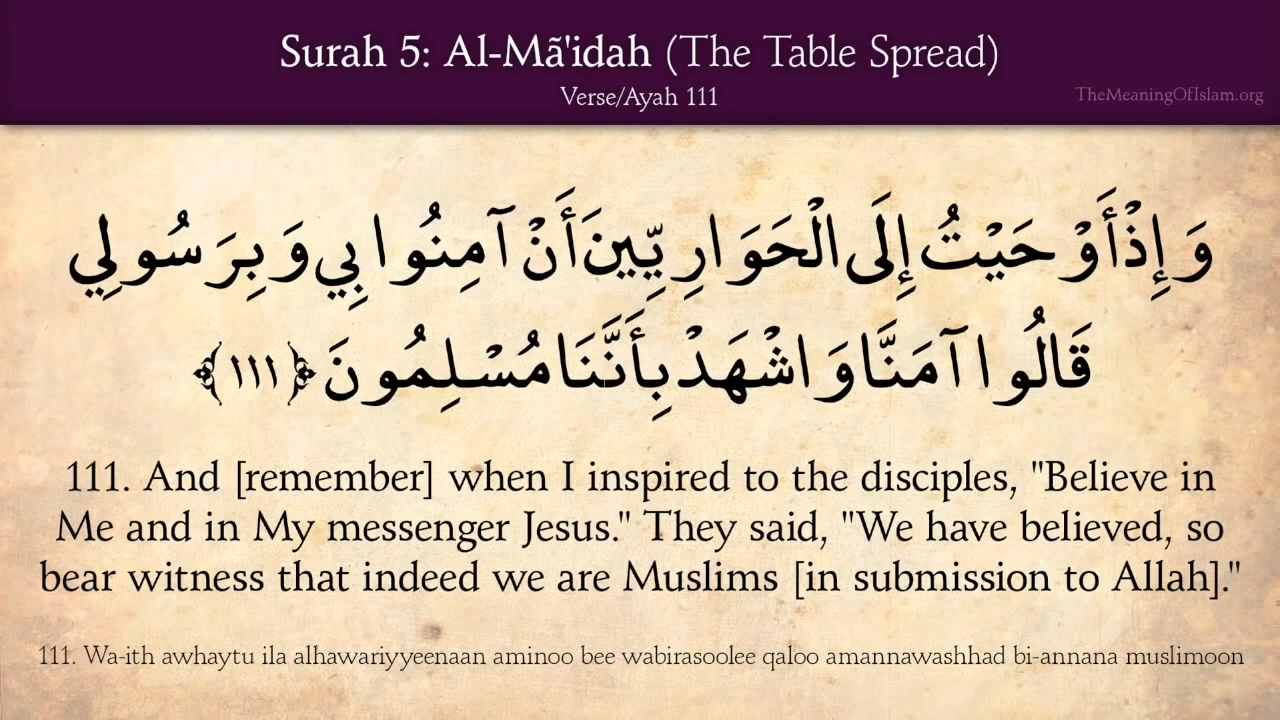 Surah 5: Al-Mã'idah (The Table Spread)
Verse/Ayah 111
TheMeaningOfIslam.org
وَإِذْ أَوْحَيْتُ إِلَى الْحَوَارِيِّينَ أَنْ آمِنُوا بِي وَبِرَسُولِي
قَالُوا آمَنَّا وَاشْهَدْ بِأَنَّنَا مُسْلِمُونَ ﴿١١١﴾
111. And [remember] when I inspired to the disciples, "Believe in
Me and in My messenger Jesus." They said, "We have believed, so
bear witness that indeed we are Muslims [in submission to Allah]."
111. Wa-ith awhaytu ila alhawariyyeenaan aminoo bee wabirasoolee qaloo amannawashhad bi-annana muslimoon